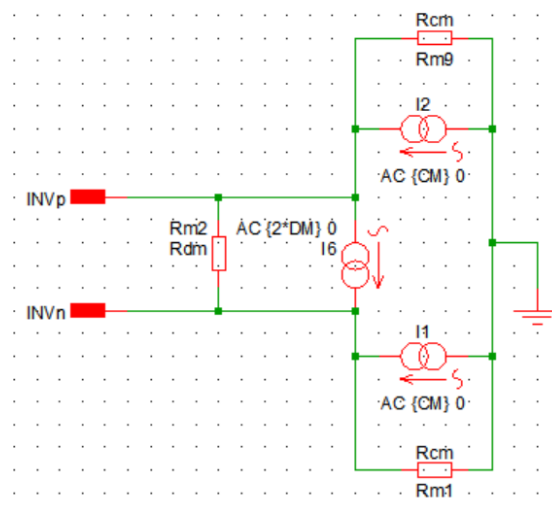 Rcm
Rm9
I2
AC {CM} 0
INVp
Rm2
AC {2*DM} 0
Rdm
I6
INVn
I1
AC {CM} 0
Rcm
Rm1